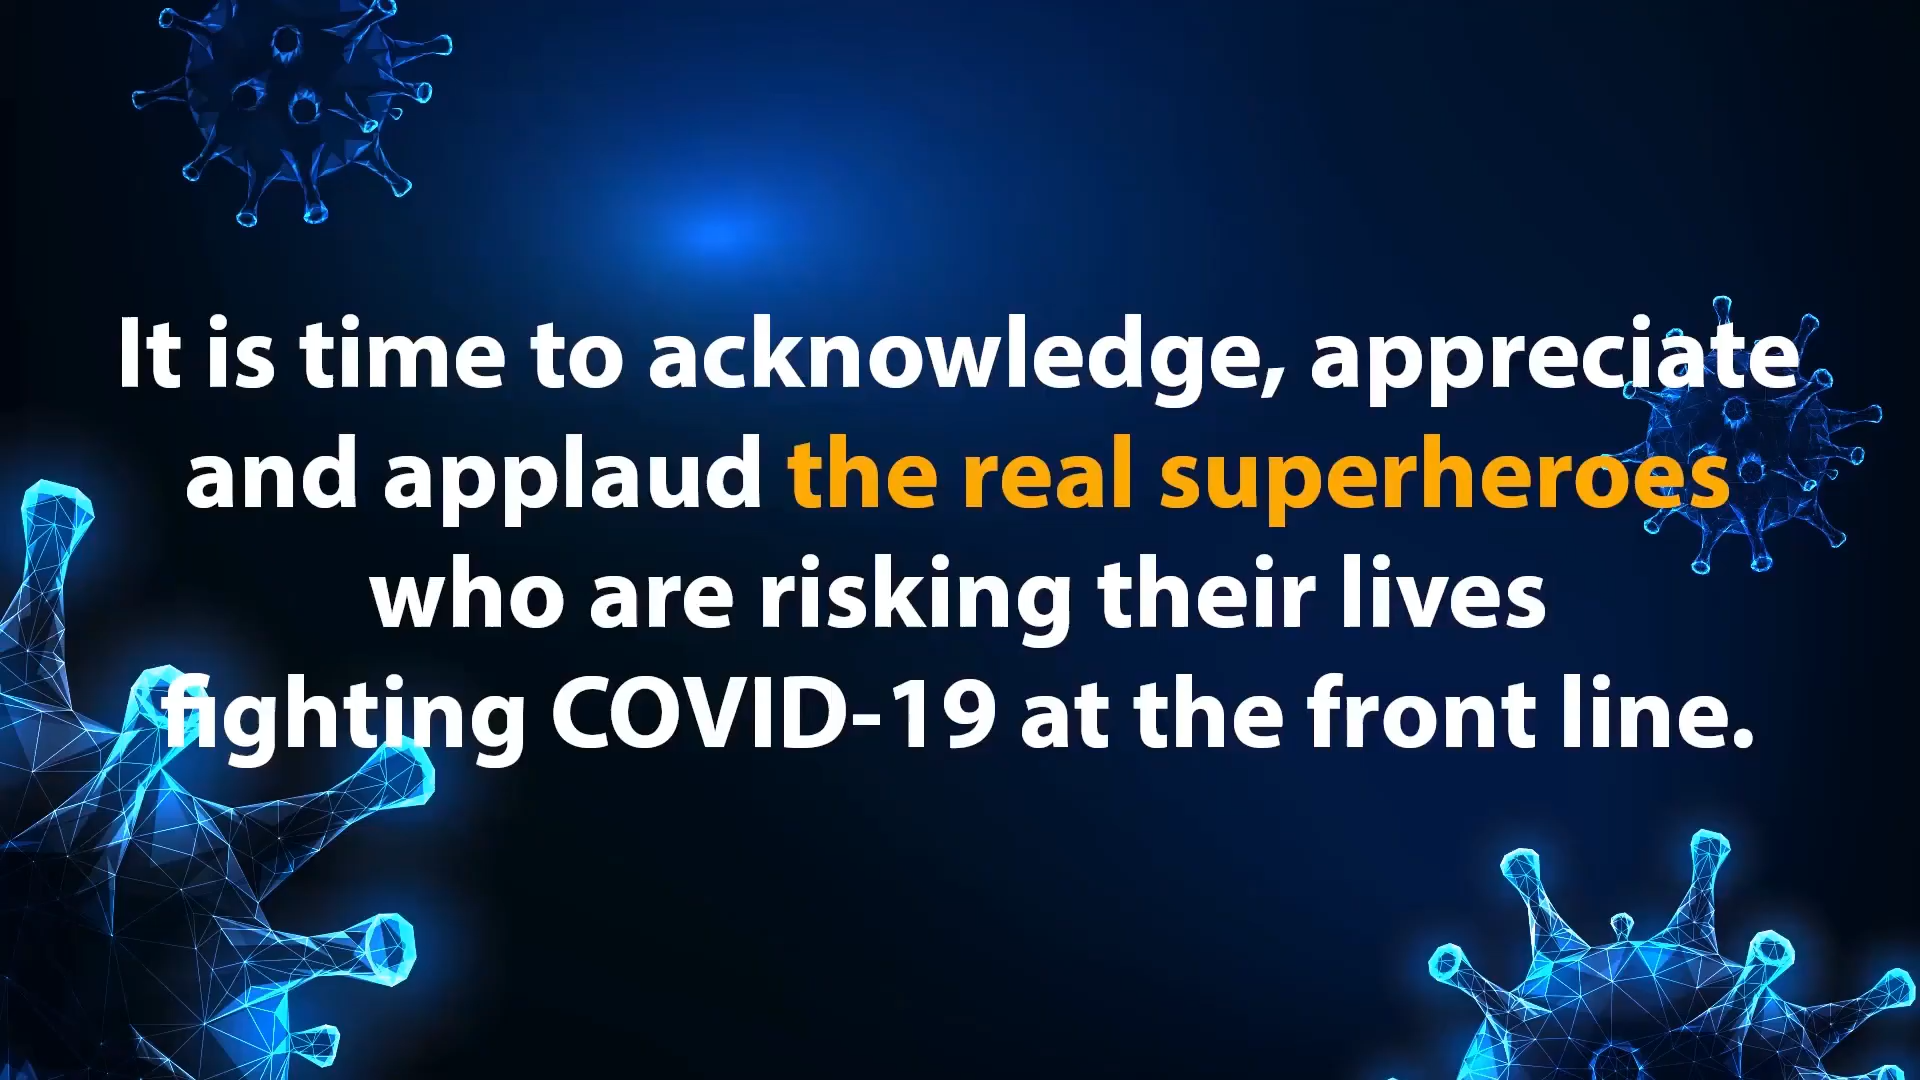 It is time to acknowledge, appreciate
and applaud the real superheroes
who are risking their lives
fighting COVID-19 at the front line.